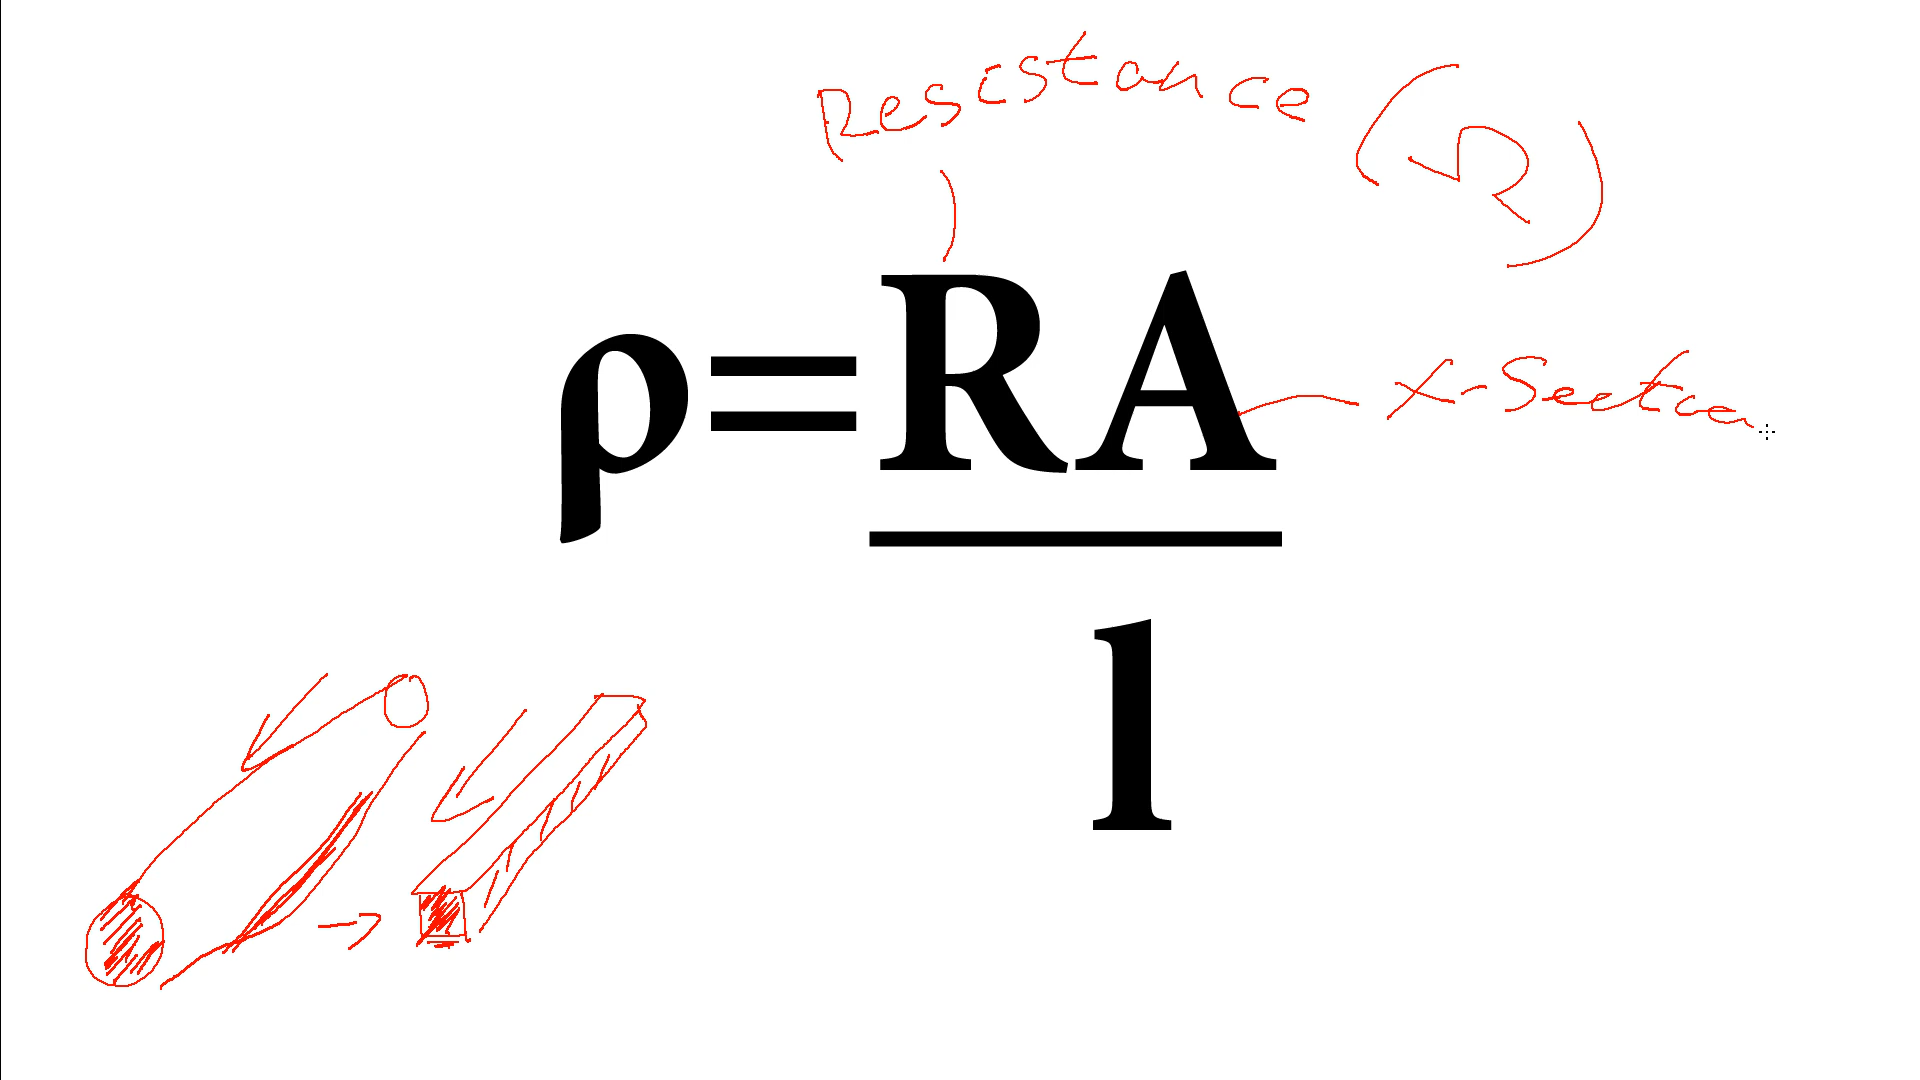 Resistance (Ω)
ρ=RA
X-Section
l